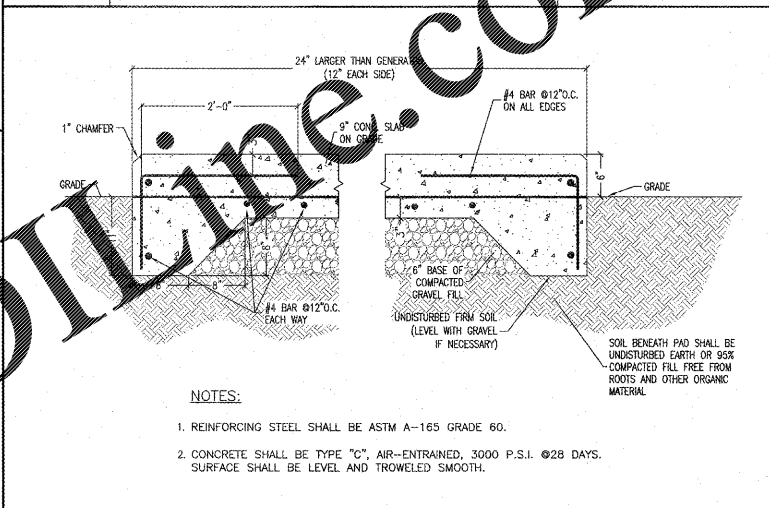 24" LARGER THAN
(12" EACH SIDE)
2'-0"
#4 BAR @12"O.C.
ON ALL EDGES
1" CHAMFER
9" CONC. SLAB
ON GRADE
GRADE
6"
GRADE
3"
8"
8"
6" BASE OF
COMPACTED
GRAVEL FILL
#4 BAR @12"O.C.
EACH WAY
UNDISTURBED FIRM SOIL
(LEVEL WITH GRAVEL
IF NECESSARY)
SOIL BENEATH PAD SHALL BE
UNDISTURBED EARTH OR 95%
COMPACTED FILL FREE FROM
ROOTS AND OTHER ORGANIC
MATERIAL
NOTES:
1. REINFORCING STEEL SHALL BE ASTM A-165 GRADE 60.
2. CONCRETE SHALL BE TYPE "C", AIR-ENTRAINED, 3000 P.S.I. @28 DAYS.
SURFACE SHALL BE LEVEL AND TROWELED SMOOTH.